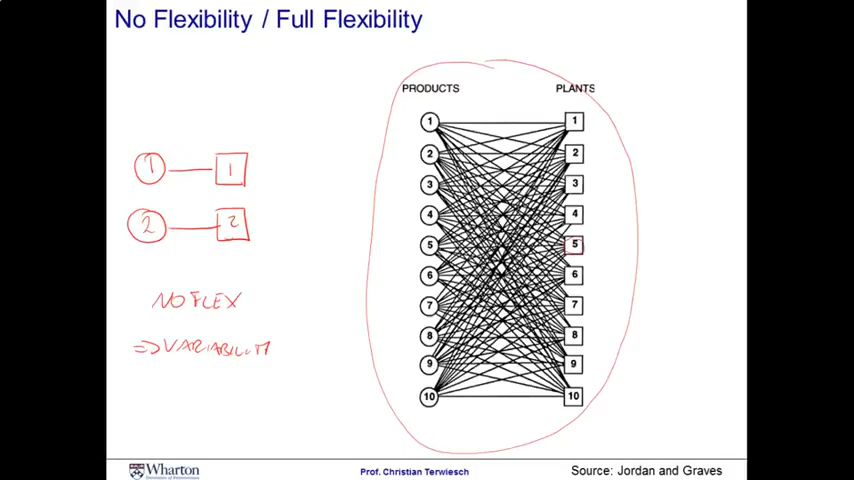 No Flexibility / Full Flexibility
PRODUCTS PLANTS
1 1
2 2
3 3
4 4
5 5
6 6
7 7
8 8
9 9
10 10
1 1
2 2
NO FLEX
=> VARIABILITY
Wharton
Prof. Christian Terwiesch
Source: Jordan and Graves